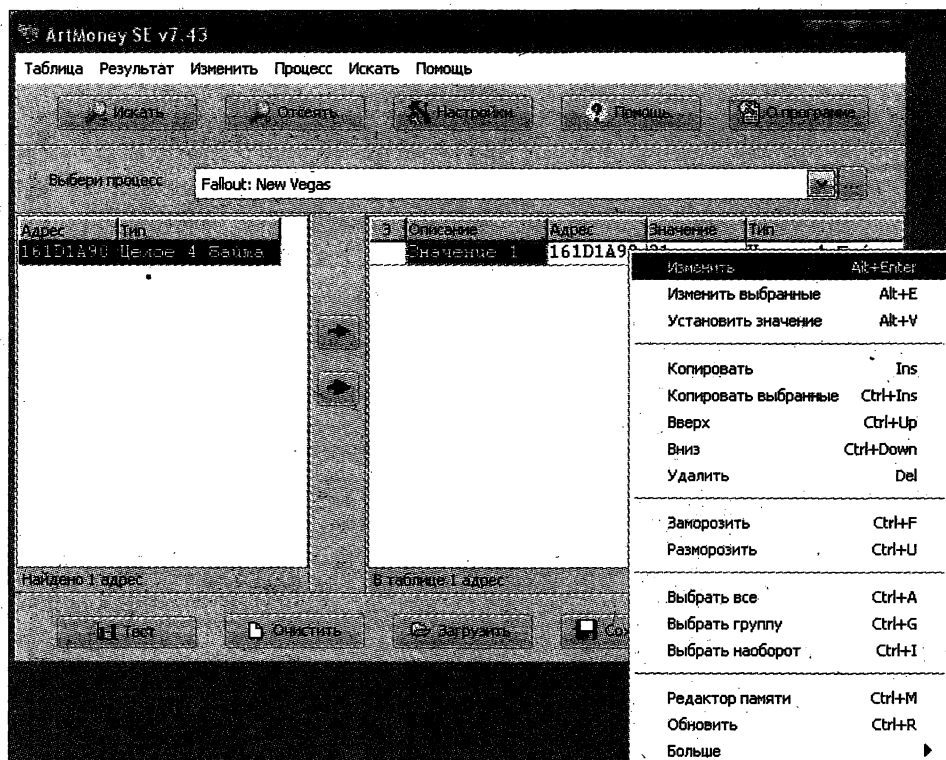 ArtMoney SE v7.43
Таблица Результат Изменить Процесс Искать Помощь
Искать Отсеять Настройки Помощь О программе
Выбери процесс Fallout: New Vegas
Адрес Тип
161D1A90 Целое 4 Байта
З Описание Адрес Значение Тип
Значение 1 161D1A90
Изменить Alt+Enter
Изменить выбранные Alt+E
Установить значение Alt+V
Копировать Ins
Копировать выбранные Ctrl+Ins
Вверх Ctrl+Up
Вниз Ctrl+Down
Удалить Del
Заморозить Ctrl+F
Разморозить Ctrl+U
Выбрать все Ctrl+A
Выбрать группу Ctrl+G
Выбрать наоборот Ctrl+I
Редактор памяти Ctrl+M
Обновить Ctrl+R
Больше
Найдено 1 адрес
В таблице 1 адрес
Тест Очистить Загрузить